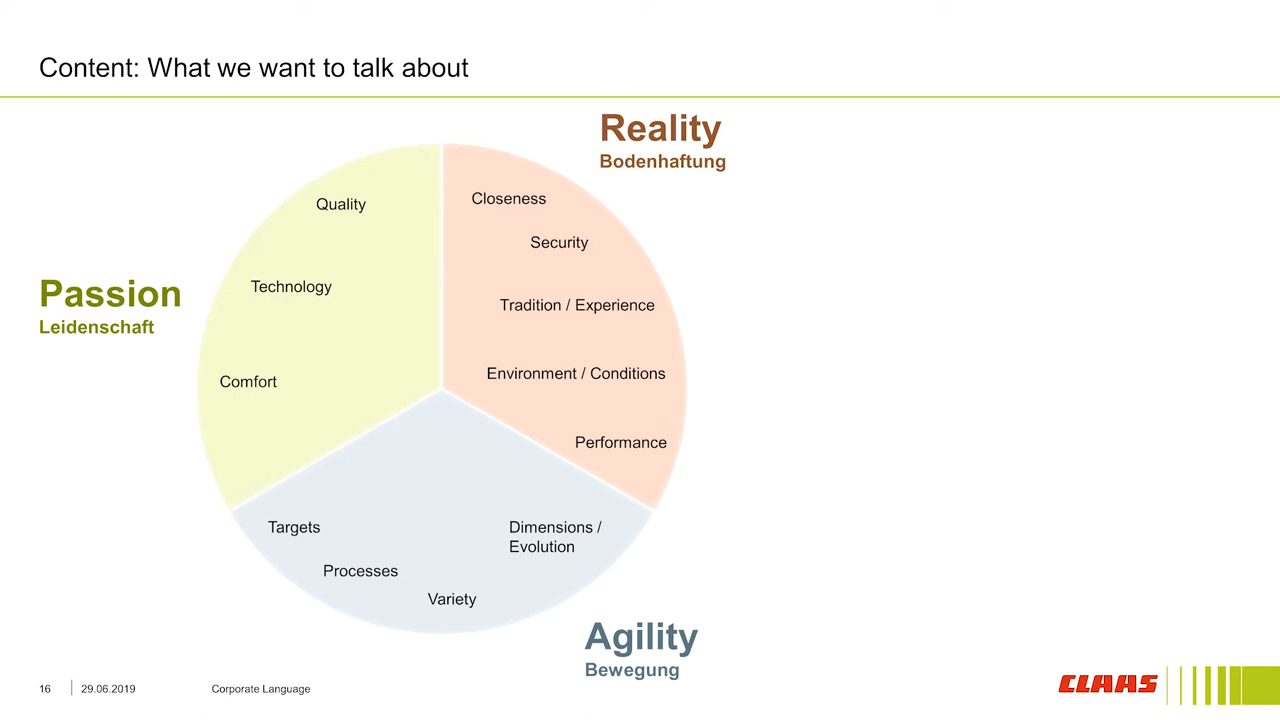 Content: What we want to talk about
Reality
Bodenhaftung
Closeness
Quality
Security
Technology
Tradition / Experience
Passion
Leidenschaft
Environment / Conditions
Comfort
Performance
Targets
Dimensions /
Evolution
Processes
Variety
Agility
Bewegung
16 29.06.2019 Corporate Language
CLAAS